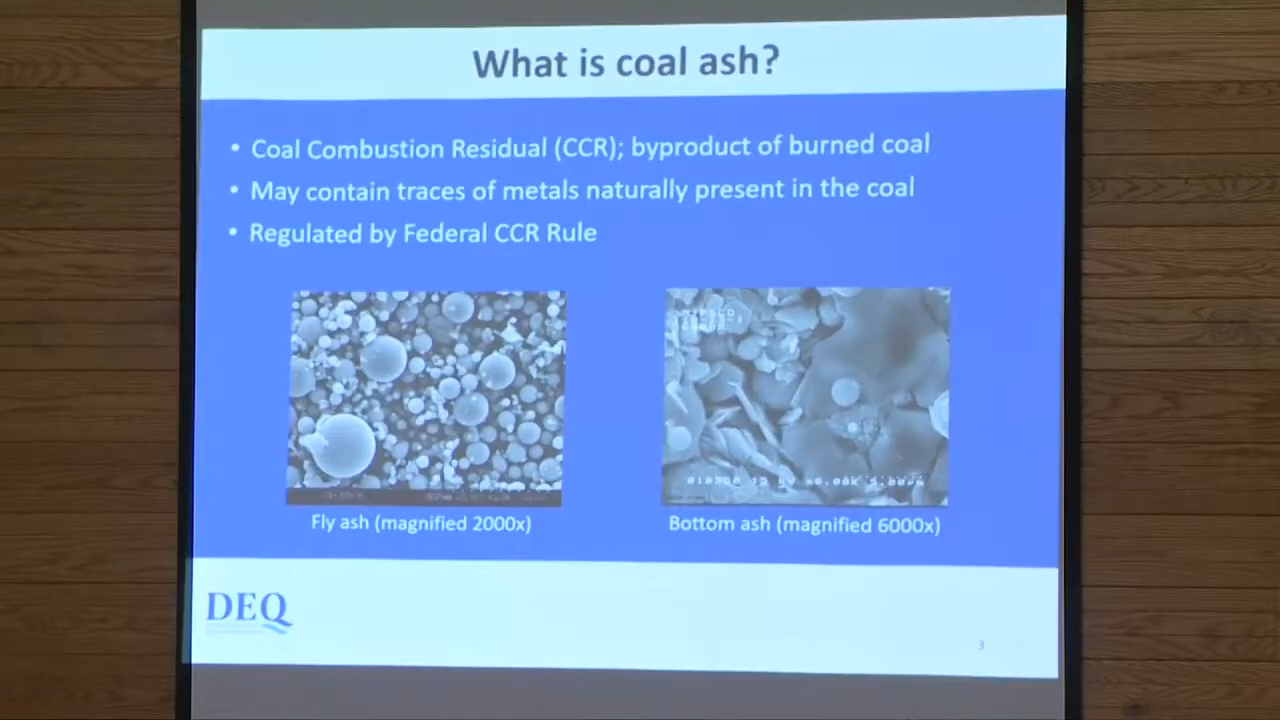 What is coal ash?
• Coal Combustion Residual (CCR); byproduct of burned coal
• May contain traces of metals naturally present in the coal
• Regulated by Federal CCR Rule
Fly ash (magnified 2000x)
Bottom ash (magnified 6000x)
DEQ
3